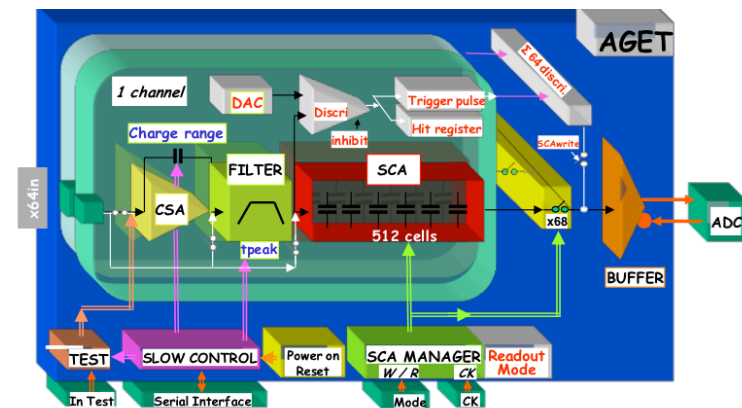 AGET
1 channel
Σ 64 discri.
DAC
Discri
Trigger pulse
Hit register
inhibit
SCAwrite
Charge range
FILTER
SCA
x64in
CSA
tpeak
512 cells
x68
ADC
BUFFER
TEST
SLOW CONTROL
Power on
Reset
SCA MANAGER
W / R
CK
Readout
Mode
In Test
Serial Interface
Mode
CK